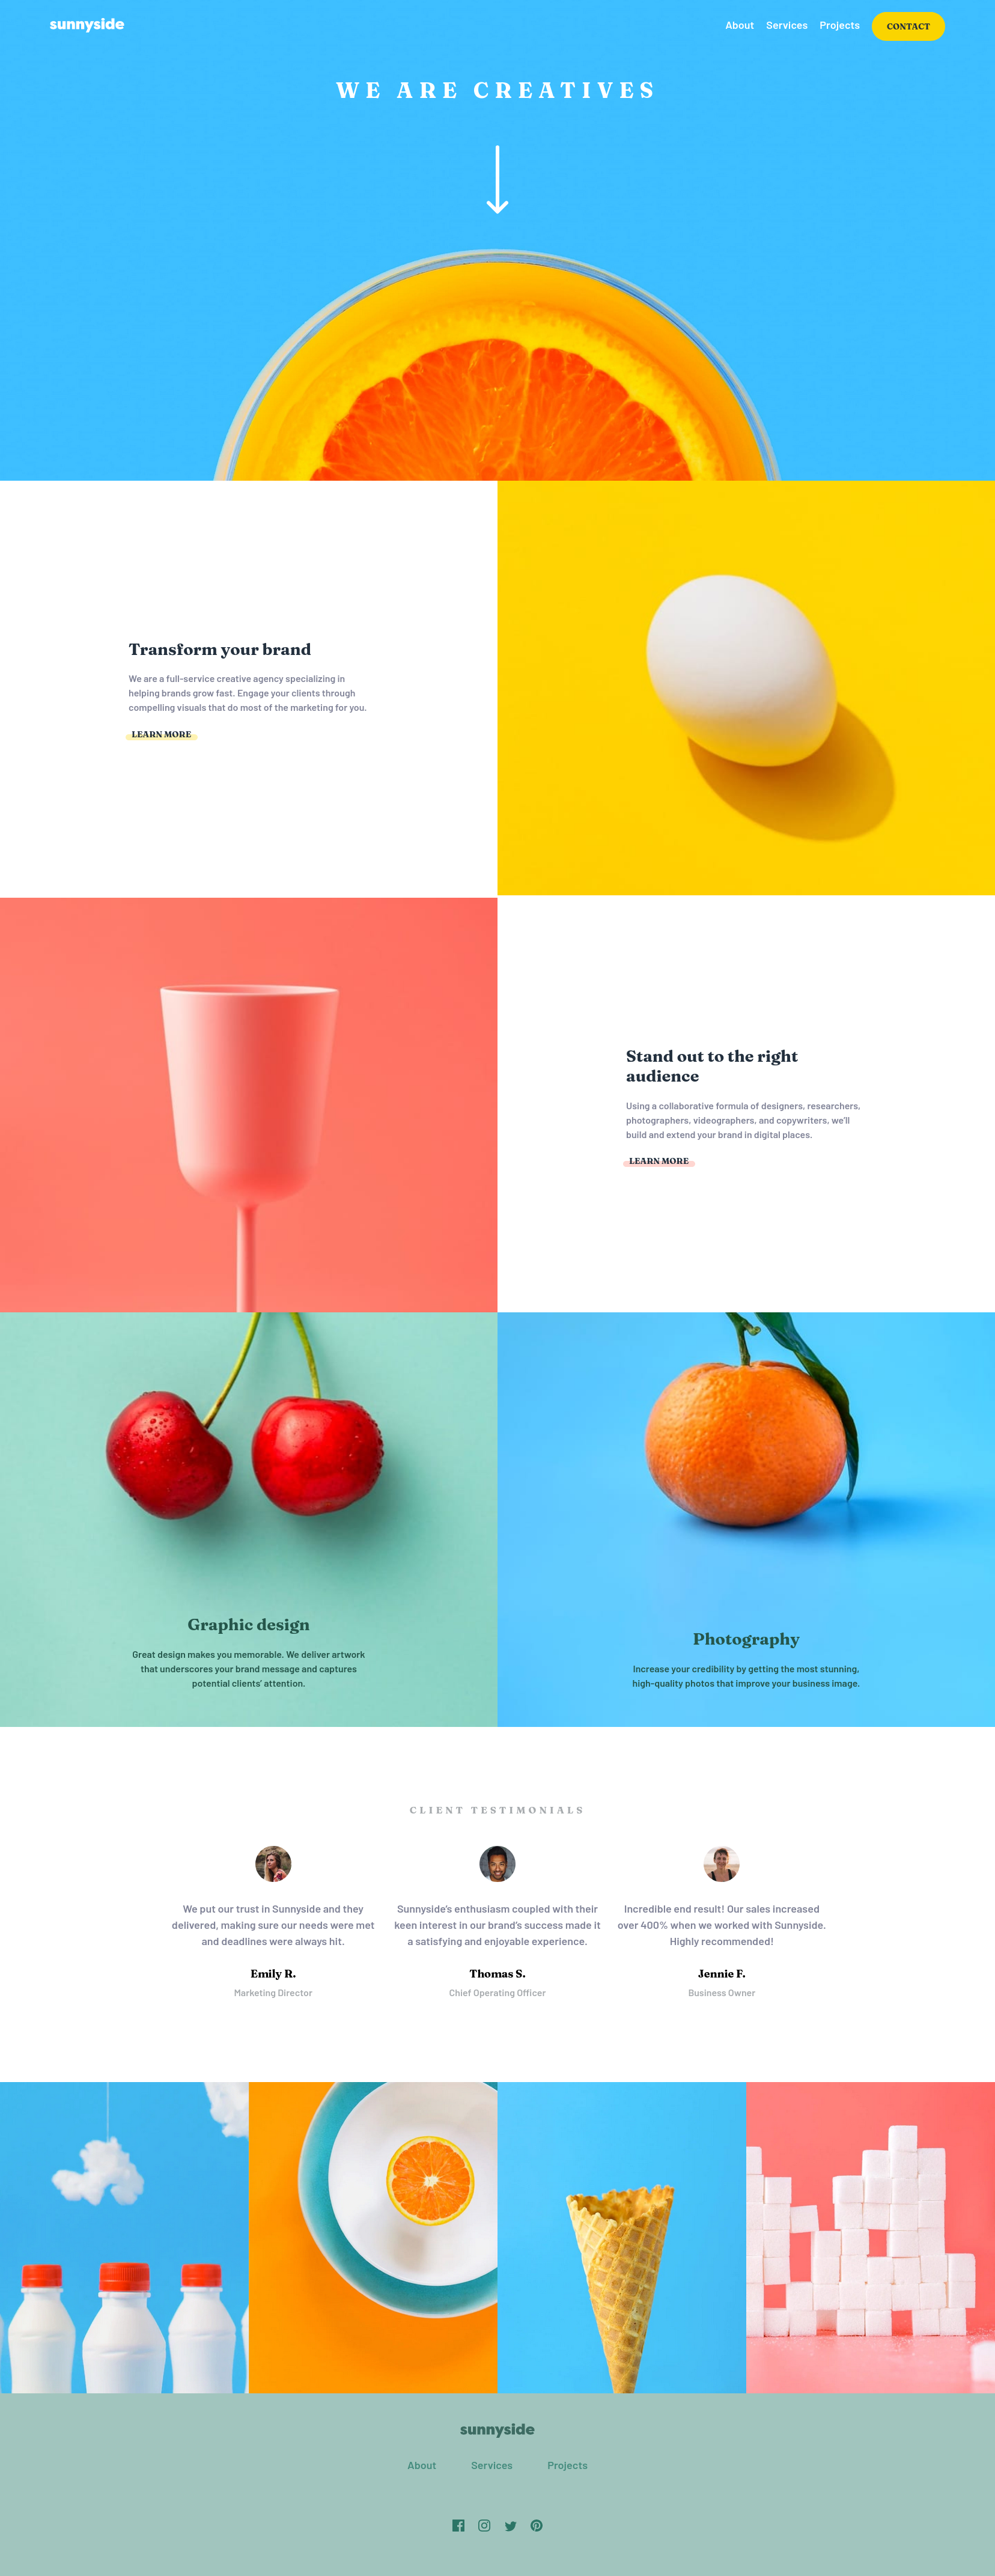 sunnyside
About Services Projects CONTACT
WE ARE CREATIVES
Transform your brand
We are a full-service creative agency specializing in
helping brands grow fast. Engage your clients through
compelling visuals that do most of the marketing for you.
LEARN MORE
Stand out to the right
audience
Using a collaborative formula of designers, researchers,
photographers, videographers, and copywriters, we'll
build and extend your brand in digital places.
LEARN MORE
Graphic design
Great design makes you memorable. We deliver artwork
that underscores your brand message and captures
potential clients' attention.
Photography
Increase your credibility by getting the most stunning,
high-quality photos that improve your business image.
CLIENT TESTIMONIALS
We put our trust in Sunnyside and they
delivered, making sure our needs were met
and deadlines were always hit.
Emily R.
Marketing Director
Sunnyside's enthusiasm coupled with their
keen interest in our brand's success made it
a satisfying and enjoyable experience.
Thomas S.
Chief Operating Officer
Incredible end result! Our sales increased
over 400% when we worked with Sunnyside.
Highly recommended!
Jennie F.
Business Owner
sunnyside
About Services Projects